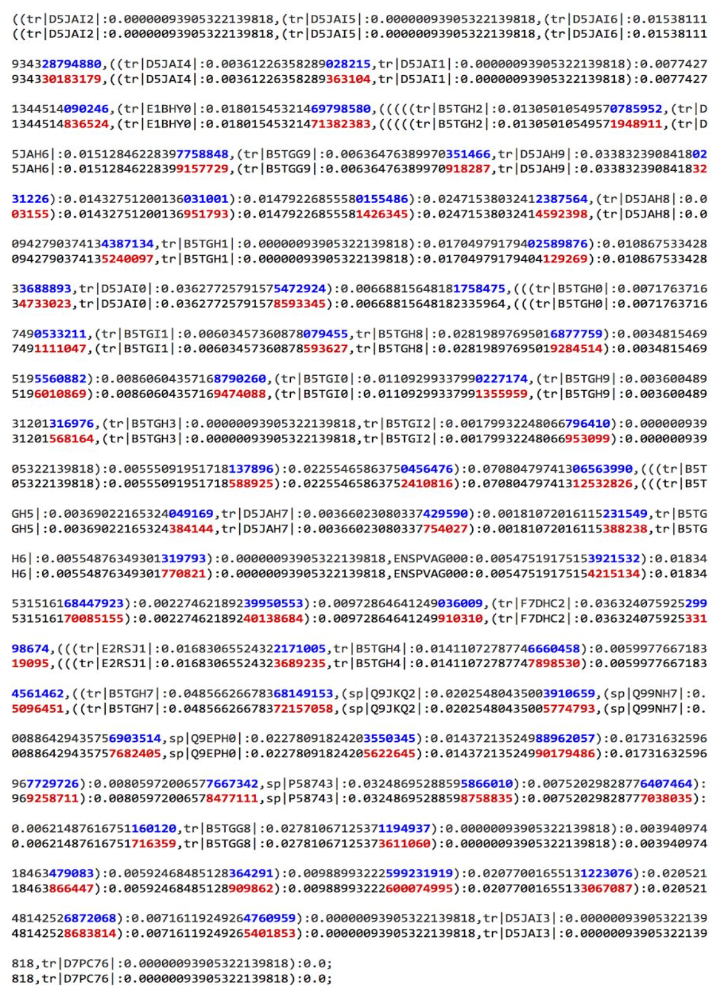 ((tr|D5JAI2|:0.00000093905322139818,(tr|D5JAI5|:0.00000093905322139818,(tr|D5JAI6|:0.01538111
((tr|D5JAI2|:0.00000093905322139818,(tr|D5JAI5|:0.00000093905322139818,(tr|D5JAI6|:0.01538111
934328794880,((tr|D5JAI4|:0.00361226358289028215,tr|D5JAI1|:0.00000093905322139818):0.0077427
934330183179,((tr|D5JAI4|:0.00361226358289363104,tr|D5JAI1|:0.00000093905322139818):0.0077427
1344514090246,(tr|E1BHY0|:0.01801545321469798580,(((((tr|B5TGH2|:0.01305010549570785952,(tr|D
1344514836524,(tr|E1BHY0|:0.01801545321471382383,(((((tr|B5TGH2|:0.01305010549571948911,(tr|D
5JAH6|:0.01512846228397758848,(tr|B5TGG9|:0.00636476389970351466,tr|D5JAH9|:0.033832390841802
5JAH6|:0.01512846228399157729,(tr|B5TGG9|:0.00636476389970918287,tr|D5JAH9|:0.033832390841832
31226):0.01432751200136031001):0.01479226855580155486):0.02471538032412387564,(tr|D5JAH8|:0.0
03155):0.01432751200136951793):0.01479226855581426345):0.02471538032414592398,(tr|D5JAH8|:0.0
0942790374134387134,tr|B5TGH1|:0.00000093905322139818):0.01704979179402589876):0.010867533428
0942790374135240097,tr|B5TGH1|:0.00000093905322139818):0.01704979179404129269):0.010867533428
33688893,tr|D5JAI0|:0.03627725791575472924):0.00668815648181758475,(((tr|B5TGH0|:0.0071763716
34733023,tr|D5JAI0|:0.03627725791578593345):0.00668815648182335964,(((tr|B5TGH0|:0.0071763716
7490533211,(tr|B5TGI1|:0.00603457360878079455,tr|B5TGH8|:0.02819897695016877759):0.0034815469
7491111047,(tr|B5TGI1|:0.00603457360878593627,tr|B5TGH8|:0.02819897695019284514):0.0034815469
5195560882):0.00860604357168790260,(tr|B5TGI0|:0.01109299337990227174,(tr|B5TGH9|:0.003600489
5196010869):0.00860604357169474088,(tr|B5TGI0|:0.01109299337991355959,(tr|B5TGH9|:0.003600489
31201316976,(tr|B5TGH3|:0.00000093905322139818,tr|B5TGI2|:0.00179932248066796410):0.000000939
31201568164,(tr|B5TGH3|:0.00000093905322139818,tr|B5TGI2|:0.00179932248066953099):0.000000939
05322139818):0.00555091951718137896):0.02255465863750456476):0.07080479741306563990,(((tr|B5T
05322139818):0.00555091951718588925):0.02255465863752410816):0.07080479741312532826,(((tr|B5T
GH5|:0.00369022165324049169,tr|D5JAH7|:0.00366023080337429590):0.00181072016115231549,tr|B5TG
GH5|:0.00369022165324384144,tr|D5JAH7|:0.00366023080337754027):0.00181072016115388238,tr|B5TG
H6|:0.00554876349301319793):0.00000093905322139818,ENSPVAG000:0.00547519175153921532):0.01834
H6|:0.00554876349301770821):0.00000093905322139818,ENSPVAG000:0.00547519175154215134):0.01834
531516168447923):0.00227462189239950553):0.00972864641249036009,(tr|F7DHC2|:0.036324075925299
531516170085155):0.00227462189240138684):0.00972864641249910310,(tr|F7DHC2|:0.036324075925331
98674,(((tr|E2RSJ1|:0.01683065524322171005,tr|B5TGH4|:0.01411072787746660458):0.0059977667183
19095,(((tr|E2RSJ1|:0.01683065524323689235,tr|B5TGH4|:0.01411072787747898530):0.0059977667183
4561462,((tr|B5TGH7|:0.04856626678368149153,(sp|Q9JKQ2|:0.02025480435003910659,(sp|Q99NH7|:0.
5096451,((tr|B5TGH7|:0.04856626678372157058,(sp|Q9JKQ2|:0.02025480435005774793,(sp|Q99NH7|:0.
00886429435756903514,sp|Q9EPH0|:0.02278091824203550345):0.01437213524988962057):0.01731632596
00886429435757682405,sp|Q9EPH0|:0.02278091824205622645):0.01437213524990179486):0.01731632596
967729726):0.00805972006577667342,sp|P58743|:0.03248695288595866010):0.00752029828776407464):
969258711):0.00805972006578477111,sp|P58743|:0.03248695288598758835):0.00752029828777038035):
0.00621487616751160120,tr|B5TGG8|:0.02781067125371194937):0.00000093905322139818):0.003940974
0.00621487616751716359,tr|B5TGG8|:0.02781067125373611060):0.00000093905322139818):0.003940974
18463479083):0.00592468485128364291):0.00988993222599231919):0.02077001655131223076):0.020521
18463866447):0.00592468485128909862):0.00988993222600074995):0.02077001655133067087):0.020521
48142526872068):0.00716119249264760959):0.00000093905322139818,tr|D5JAI3|:0.00000093905322139
48142528683814):0.00716119249265401853):0.00000093905322139818,tr|D5JAI3|:0.00000093905322139
818,tr|D7PC76|:0.00000093905322139818):0.0;
818,tr|D7PC76|:0.00000093905322139818):0.0;